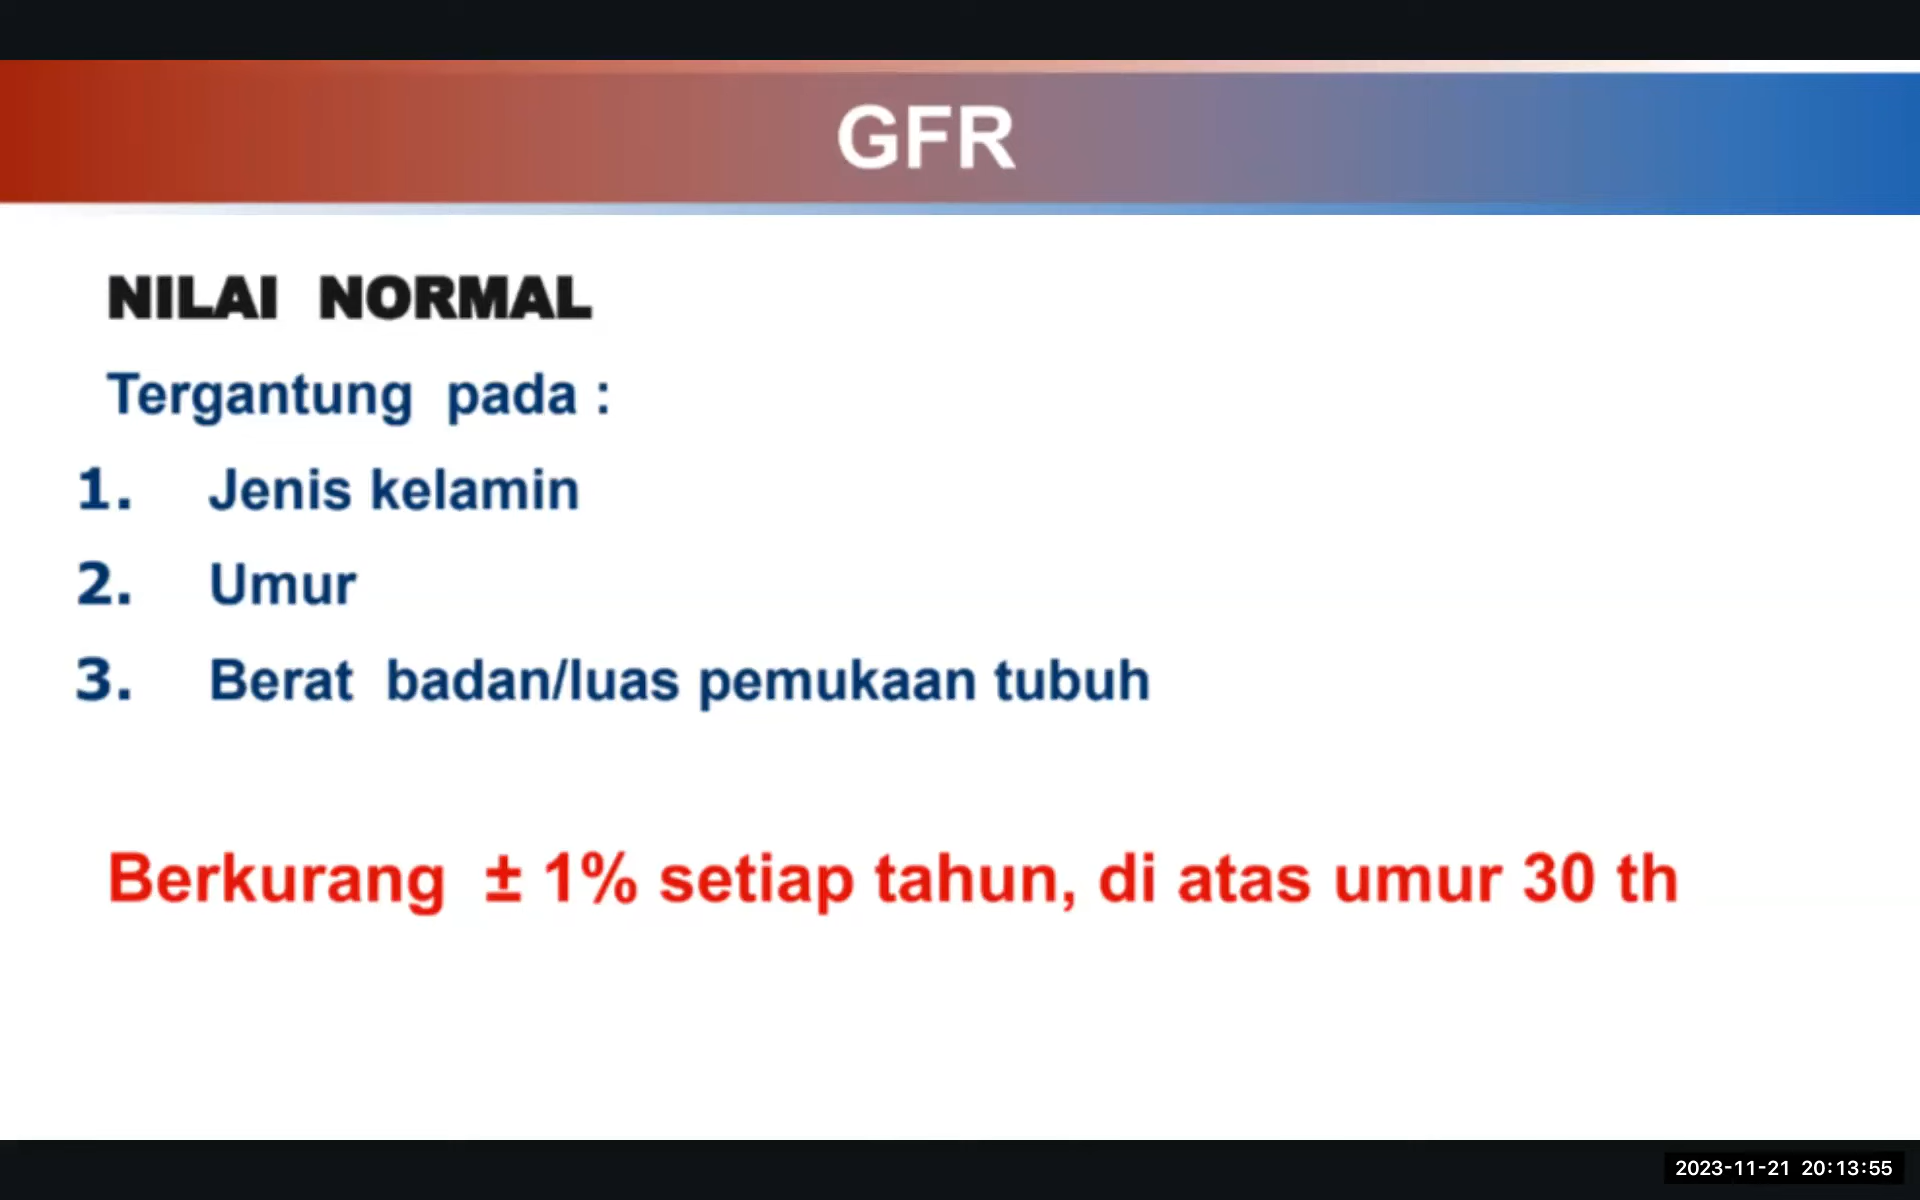 GFR
NILAI NORMAL
Tergantung pada :
1. Jenis kelamin
2. Umur
3. Berat badan/luas pemukaan tubuh
Berkurang ± 1% setiap tahun, di atas umur 30 th
2023-11-21 20:13:55